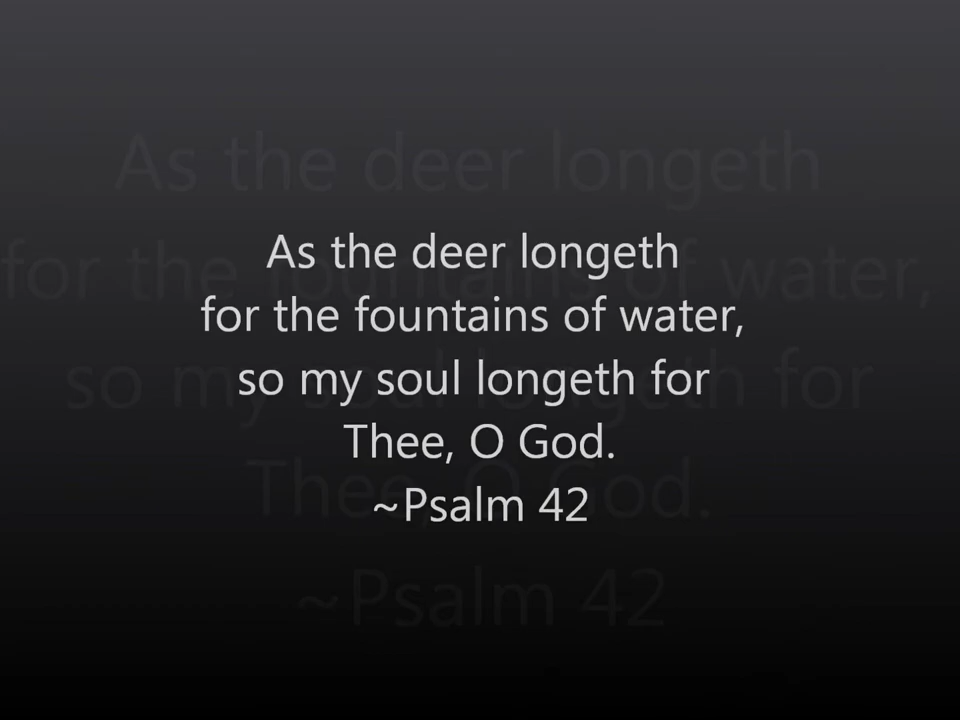 As the deer longeth
for the fountains of water,
so my soul longeth for
Thee, O God.
~Psalm 42